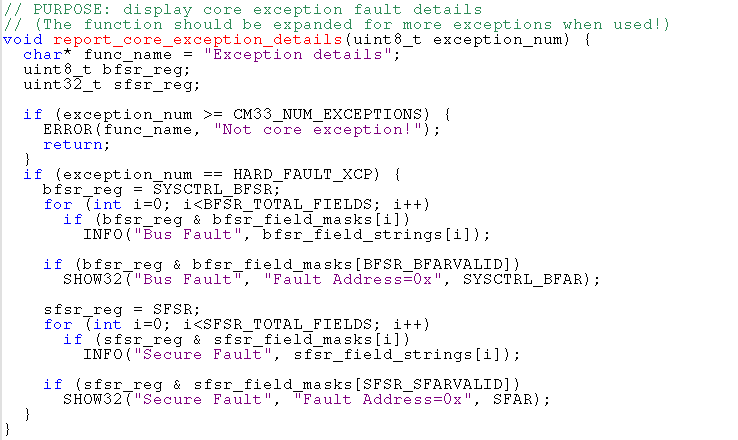 // PURPOSE: display core exception fault details
// (The function should be expanded for more exceptions when used!)
void report_core_exception_details(uint8_t exception_num) {
  char* func_name = "Exception details";
  uint8_t bfsr_reg;
  uint32_t sfsr_reg;

  if (exception_num >= CM33_NUM_EXCEPTIONS) {
    ERROR(func_name, "Not core exception!");
    return;
  }
  if (exception_num == HARD_FAULT_XCP) {
    bfsr_reg = SYSCTRL_BFSR;
    for (int i=0; i<BFSR_TOTAL_FIELDS; i++)
      if (bfsr_reg & bfsr_field_masks[i])
        INFO("Bus Fault", bfsr_field_strings[i]);

    if (bfsr_reg & bfsr_field_masks[BFSR_BFARVALID])
      SHOW32("Bus Fault", "Fault Address=0x", SYSCTRL_BFAR);

    sfsr_reg = SFSR;
    for (int i=0; i<SFSR_TOTAL_FIELDS; i++)
      if (sfsr_reg & sfsr_field_masks[i])
        INFO("Secure Fault", sfsr_field_strings[i]);

    if (sfsr_reg & sfsr_field_masks[SFSR_SFARVALID])
      SHOW32("Secure Fault", "Fault Address=0x", SFAR);
  }
}